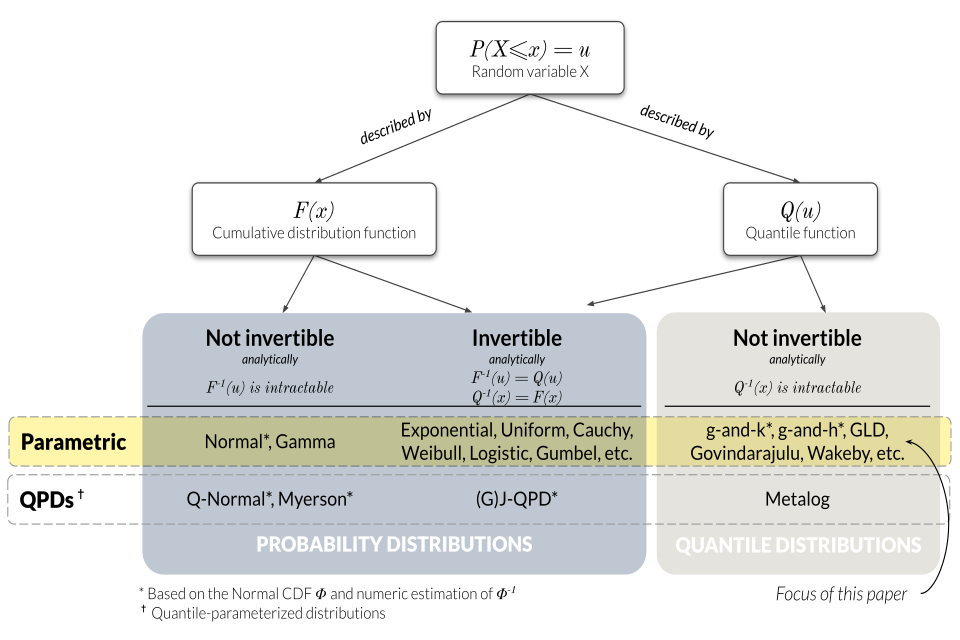 P(X⩽x) = u
Random variable X
described by
described by
F(x)
Cumulative distribution function
Q(u)
Quantile function
Not invertible
analytically
F⁻¹(u) is intractable
Invertible
analytically
F⁻¹(u) = Q(u)
Q⁻¹(x) = F(x)
Not invertible
analytically
Q⁻¹(x) is intractable
Parametric
Normal*, Gamma
Exponential, Uniform, Cauchy,
Weibull, Logistic, Gumbel, etc.
g-and-k*, g-and-h*, GLD,
Govindarajulu, Wakeby, etc.
QPDs †
Q-Normal*, Myerson*
(G)J-QPD*
Metalog
PROBABILITY DISTRIBUTIONS
QUANTILE DISTRIBUTIONS
* Based on the Normal CDF Φ and numeric estimation of Φ⁻¹
† Quantile-parameterized distributions
Focus of this paper